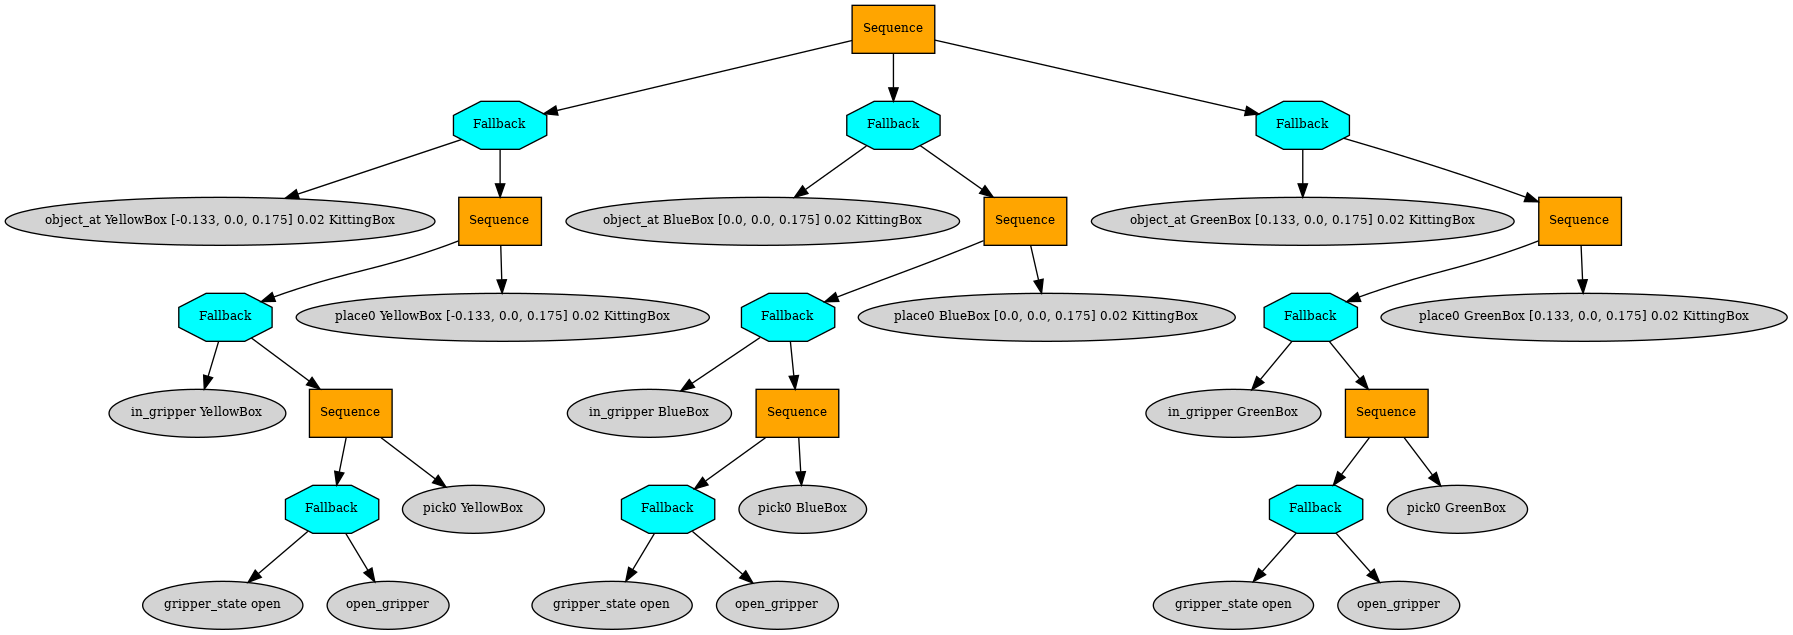 Sequence
Fallback
Fallback
Fallback
object_at YellowBox [-0.133, 0.0, 0.175] 0.02 KittingBox
Sequence
object_at BlueBox [0.0, 0.0, 0.175] 0.02 KittingBox
Sequence
object_at GreenBox [0.133, 0.0, 0.175] 0.02 KittingBox
Sequence
Fallback
place0 YellowBox [-0.133, 0.0, 0.175] 0.02 KittingBox
Fallback
place0 BlueBox [0.0, 0.0, 0.175] 0.02 KittingBox
Fallback
place0 GreenBox [0.133, 0.0, 0.175] 0.02 KittingBox
in_gripper YellowBox
Sequence
in_gripper BlueBox
Sequence
in_gripper GreenBox
Sequence
Fallback
pick0 YellowBox
Fallback
pick0 BlueBox
Fallback
pick0 GreenBox
gripper_state open
open_gripper
gripper_state open
open_gripper
gripper_state open
open_gripper